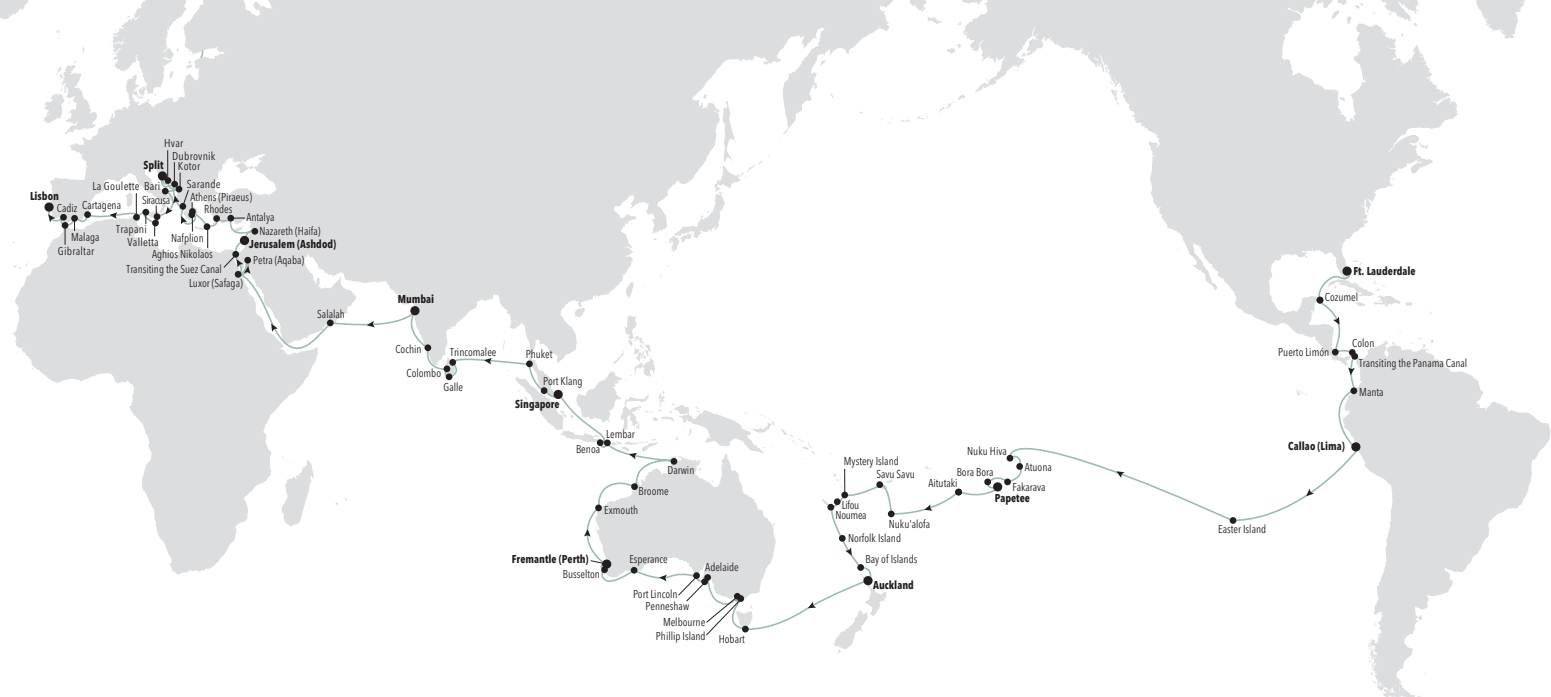 Hvar
Dubrovnik
Split
Kotor
La Goulette
Bari
Sarande
Lisbon
Cadiz
Cartagena
Siracusa
Athens (Piraeus)
Rhodes
Antalya
Trapani
Malaga
Valletta
Nafplion
Nazareth (Haifa)
Gibraltar
Aghios Nikolaos
Jerusalem (Ashdod)
Transiting the Suez Canal
Petra (Aqaba)
Luxor (Safaga)
Salalah
Mumbai
Cochin
Trincomalee
Colombo
Galle
Phuket
Port Klang
Singapore
Lembar
Benoa
Darwin
Broome
Exmouth
Fremantle (Perth)
Busselton
Esperance
Adelaide
Port Lincoln
Penneshaw
Melbourne
Phillip Island
Hobart
Mystery Island
Savu Savu
Lifou
Noumea
Nuku'alofa
Norfolk Island
Bay of Islands
Auckland
Nuku Hiva
Atuona
Bora Bora
Aitutaki
Fakarava
Papetee
Easter Island
Ft. Lauderdale
Cozumel
Colon
Puerto Limón
Transiting the Panama Canal
Manta
Callao (Lima)